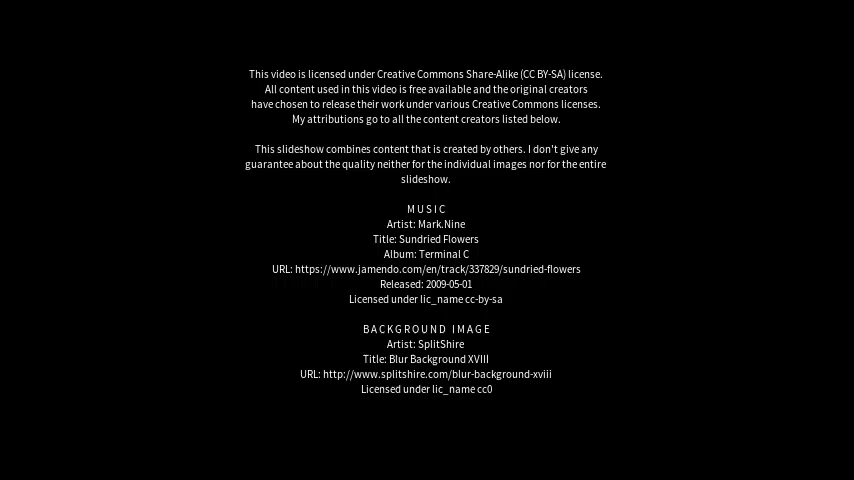 This video is licensed under Creative Commons Share-Alike (CC BY-SA) license.
All content used in this video is free available and the original creators
have chosen to release their work under various Creative Commons licenses.
My attributions go to all the content creators listed below.
This slideshow combines content that is created by others. I don't give any
guarantee about the quality neither for the individual images nor for the entire
slideshow.
MUSIC
Artist: Mark.Nine
Title: Sundried Flowers
Album: Terminal C
URL: https://www.jamendo.com/en/track/337829/sundried-flowers
Released: 2009-05-01
Licensed under lic_name cc-by-sa
BACKGROUND IMAGE
Artist: SplitShire
Title: Blur Background XVIII
URL: http://www.splitshire.com/blur-background-xviii
Licensed under lic_name cc0